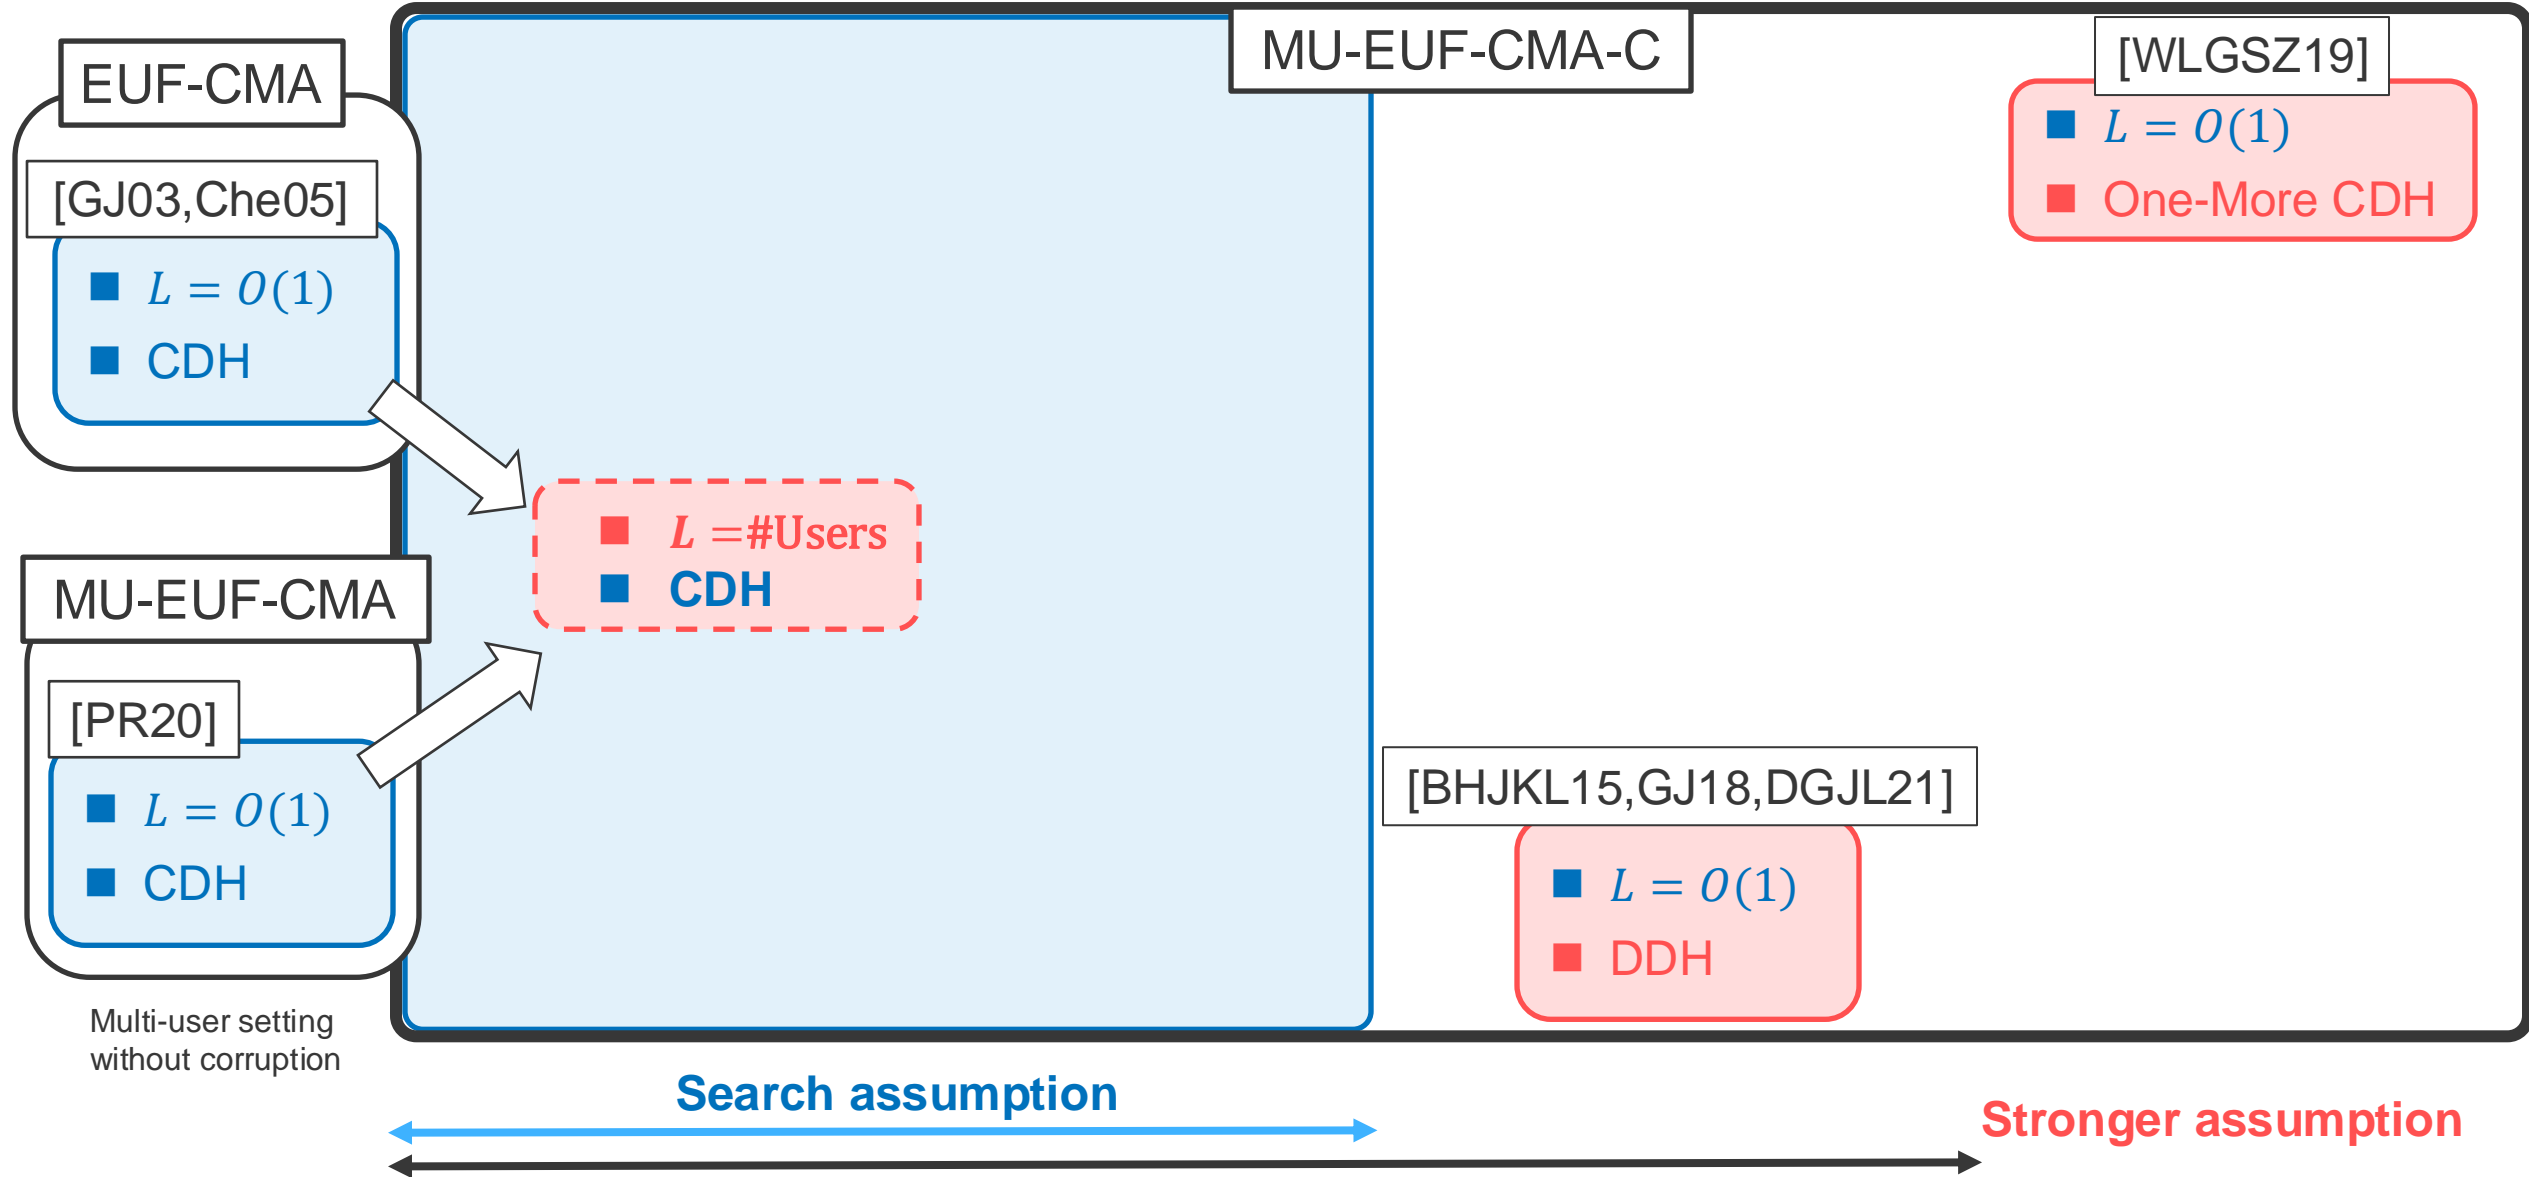 EUF-CMA
[GJ03,Che05]
L = O(1)
CDH
MU-EUF-CMA
[PR20]
L = O(1)
CDH
Multi-user setting
without corruption
MU-EUF-CMA-C
L =#Users
CDH
[WLGSZ19]
L = O(1)
One-More CDH
[BHJKL15,GJ18,DGJL21]
L = O(1)
DDH
Search assumption
Stronger assumption